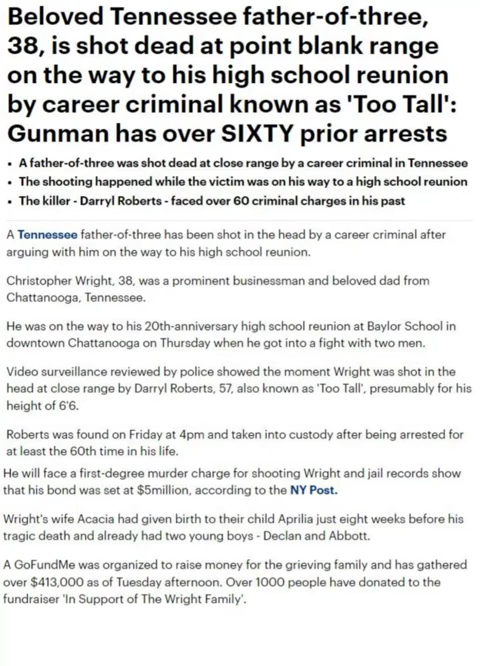 Beloved Tennessee father-of-three,
38, is shot dead at point blank range
on the way to his high school reunion
by career criminal known as 'Too Tall':
Gunman has over SIXTY prior arrests
• A father-of-three was shot dead at close range by a career criminal in Tennessee
• The shooting happened while the victim was on his way to a high school reunion
• The killer - Darryl Roberts - faced over 60 criminal charges in his past
A Tennessee father-of-three has been shot in the head by a career criminal after
arguing with him on the way to his high school reunion.
Christopher Wright, 38, was a prominent businessman and beloved dad from
Chattanooga, Tennessee.
He was on the way to his 20th-anniversary high school reunion at Baylor School in
downtown Chattanooga on Thursday when he got into a fight with two men.
Video surveillance reviewed by police showed the moment Wright was shot in the
head at close range by Darryl Roberts, 57, also known as 'Too Tall', presumably for his
height of 6'6.
Roberts was found on Friday at 4pm and taken into custody after being arrested for
at least the 60th time in his life.
He will face a first-degree murder charge for shooting Wright and jail records show
that his bond was set at $5million, according to the NY Post.
Wright's wife Acacia had given birth to their child Aprilia just eight weeks before his
tragic death and already had two young boys - Declan and Abbott.
A GoFundMe was organized to raise money for the grieving family and has gathered
over $413,000 as of Tuesday afternoon. Over 1000 people have donated to the
fundraiser 'In Support of The Wright Family'.